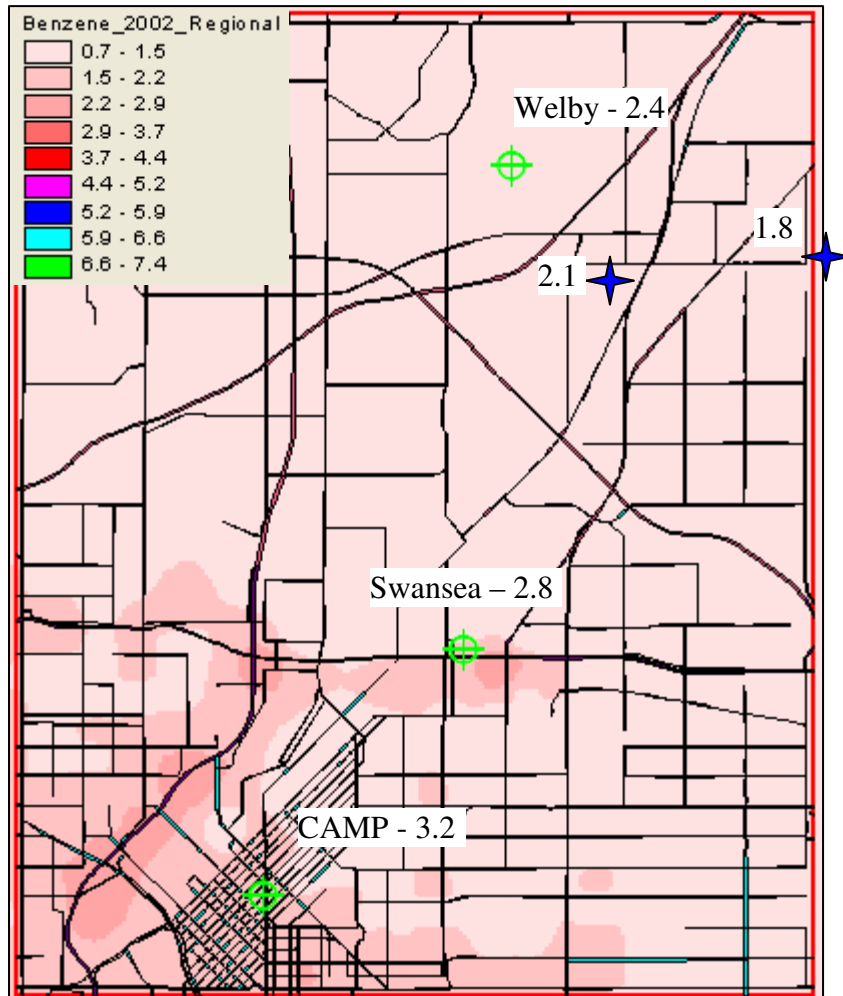 Benzene_2002_Regional
0.7 - 1.5
1.5 - 2.2
2.2 - 2.9
2.9 - 3.7
3.7 - 4.4
4.4 - 5.2
5.2 - 5.9
5.9 - 6.6
6.6 - 7.4
Welby - 2.4
1.8
2.1
Swansea – 2.8
CAMP - 3.2